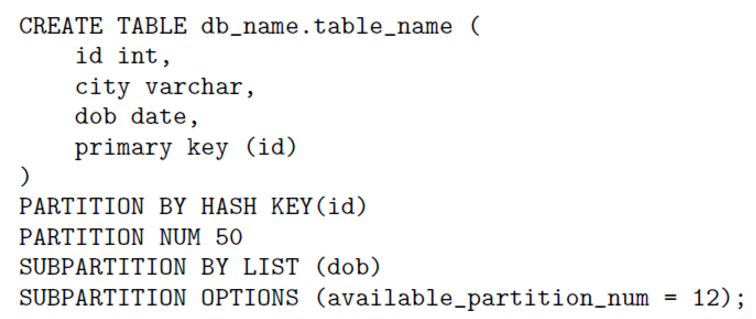 CREATE TABLE db_name.table_name (
    id int,
    city varchar,
    dob date,
    primary key (id)
)
PARTITION BY HASH KEY(id)
PARTITION NUM 50
SUBPARTITION BY LIST (dob)
SUBPARTITION OPTIONS (available_partition_num = 12);